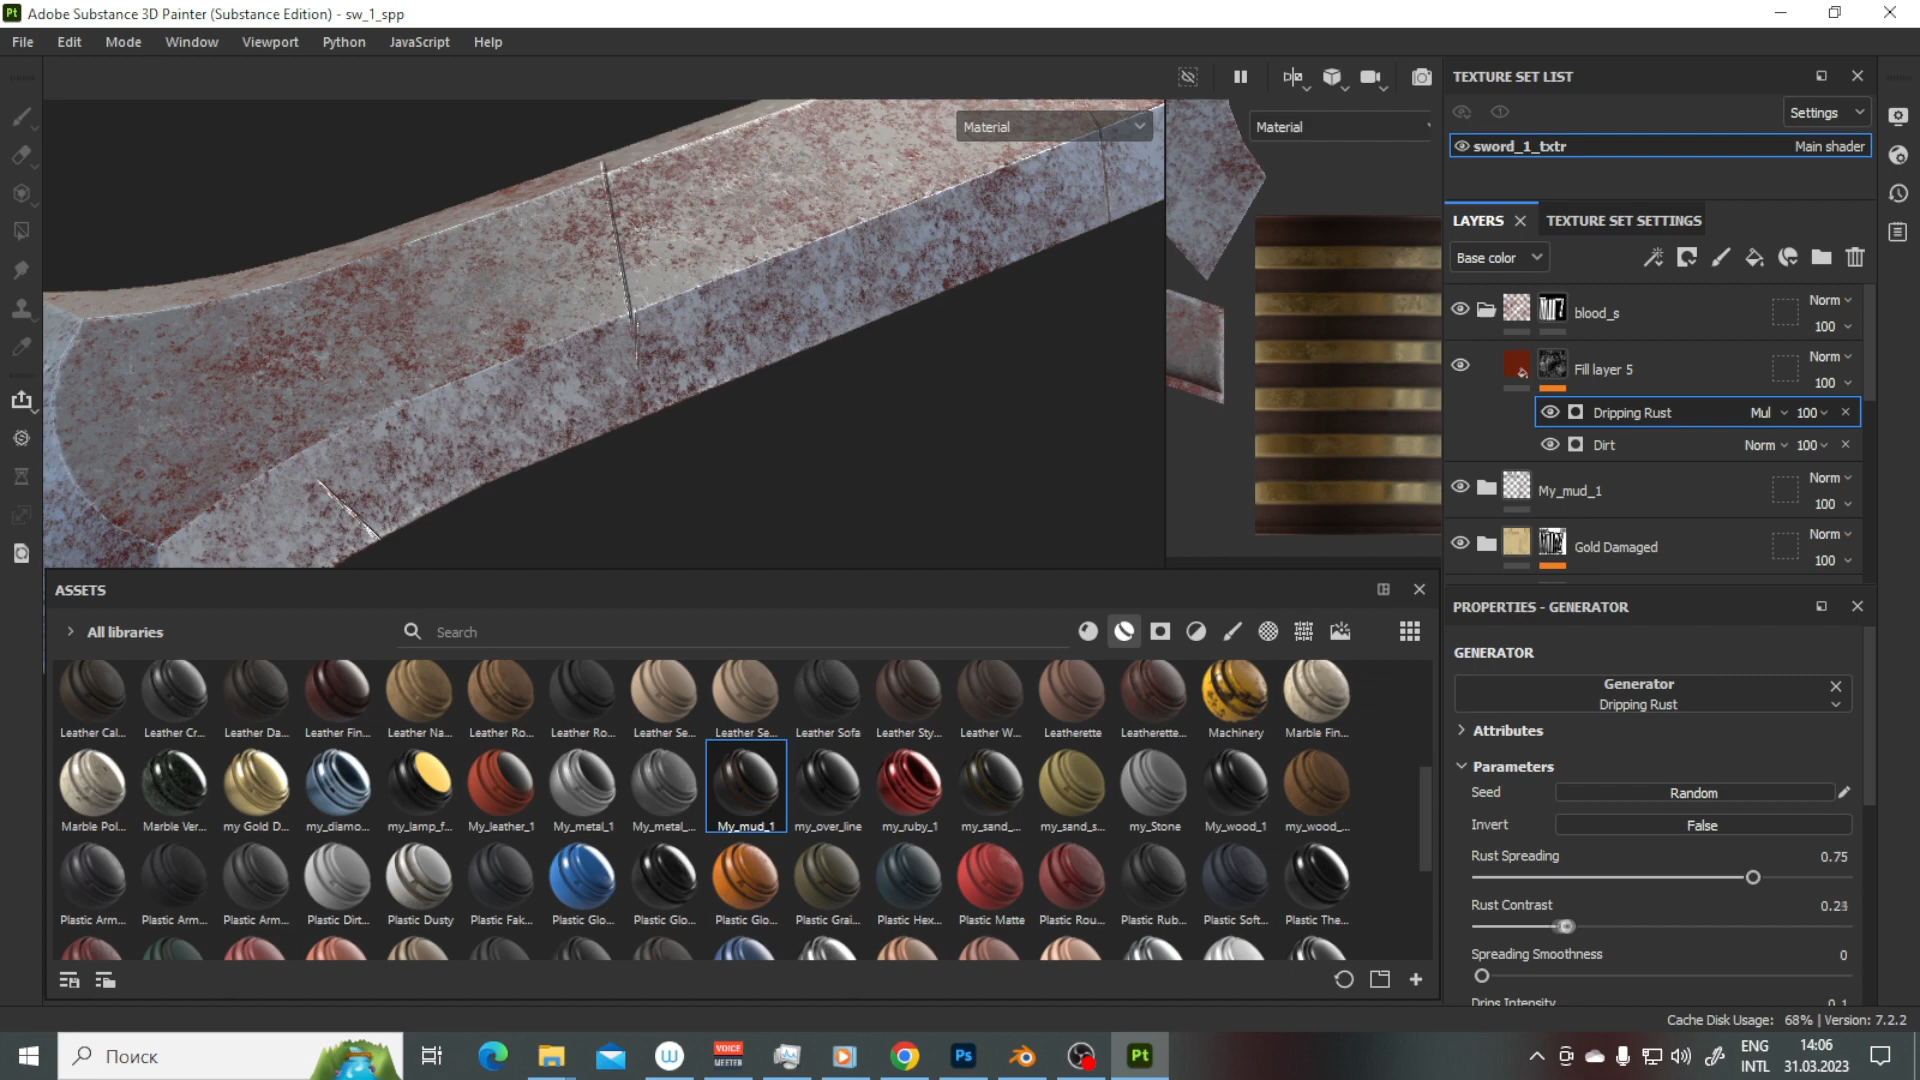 Pt Adobe Substance 3D Painter (Substance Edition) - sw_1_spp
File Edit Mode Window Viewport Python JavaScript Help
Material
Material
TEXTURE SET LIST
Settings
sword_1_txtr Main shader
LAYERS TEXTURE SET SETTINGS
Base color
blood_s Norm 100
Fill layer 5 Norm 100
Dripping Rust Mul 100
Dirt Norm 100
My_mud_1 Norm 100
Gold Damaged Norm 100
PROPERTIES - GENERATOR
GENERATOR
Generator
Dripping Rust
Attributes
Parameters
Seed Random
Invert False
Rust Spreading 0.75
Rust Contrast
Spreading Smoothness 0
Drips Intensity 0.1
ASSETS
All libraries
Search
Leather Cal... Leather Cr... Leather Da... Leather Fin... Leather Na... Leather Ro... Leather Ro... Leather Se... Leather Se... Leather Sofa Leather Sty... Leather W... Leatherette Leatherette... Machinery Marble Fin...
Marble Pol... Marble Ver... my Gold D... my_diamo... my_lamp_f... My_leather_1 My_metal_1 My_metal_... My_mud_1 my_over_line my_ruby_1 my_sand_... my_sand_s... my_Stone My_wood_1 my_wood_...
Plastic Arm... Plastic Arm... Plastic Arm... Plastic Dirt... Plastic Dusty Plastic Fak... Plastic Glo... Plastic Glo... Plastic Glo... Plastic Grai... Plastic Hex... Plastic Matte Plastic Rou... Plastic Rub... Plastic Soft... Plastic The...
Cache Disk Usage: 68% | Version: 7.2.2
Поиск
VOICE
MEETER
Ps
Pt
ENG
INTL
14:06
31.03.2023